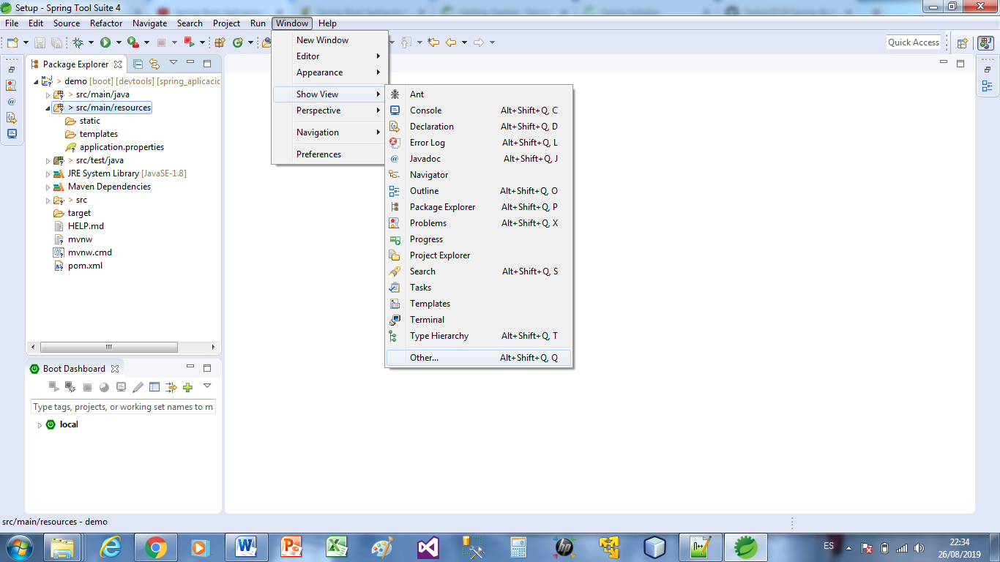 Setup - Spring Tool Suite 4
File Edit Source Refactor Navigate Search Project Run Window Help
Quick Access
Package Explorer
> demo [boot] [devtools] [spring_aplicacic
> src/main/java
> src/main/resources
static
templates
application.properties
> src/test/java
JRE System Library [JavaSE-1.8]
Maven Dependencies
> src
target
HELP.md
mvnw
mvnw.cmd
pom.xml
New Window
Editor
Appearance
Show View
Perspective
Navigation
Preferences
Ant
Console Alt+Shift+Q, C
Declaration Alt+Shift+Q, D
Error Log Alt+Shift+Q, L
Javadoc Alt+Shift+Q, J
Navigator
Outline Alt+Shift+Q, O
Package Explorer Alt+Shift+Q, P
Problems Alt+Shift+Q, X
Progress
Project Explorer
Search Alt+Shift+Q, S
Tasks
Templates
Terminal
Type Hierarchy Alt+Shift+Q, T
Other... Alt+Shift+Q, Q
Boot Dashboard
Type tags, projects, or working set names to m
local
src/main/resources - demo
ES
22:34
26/08/2019